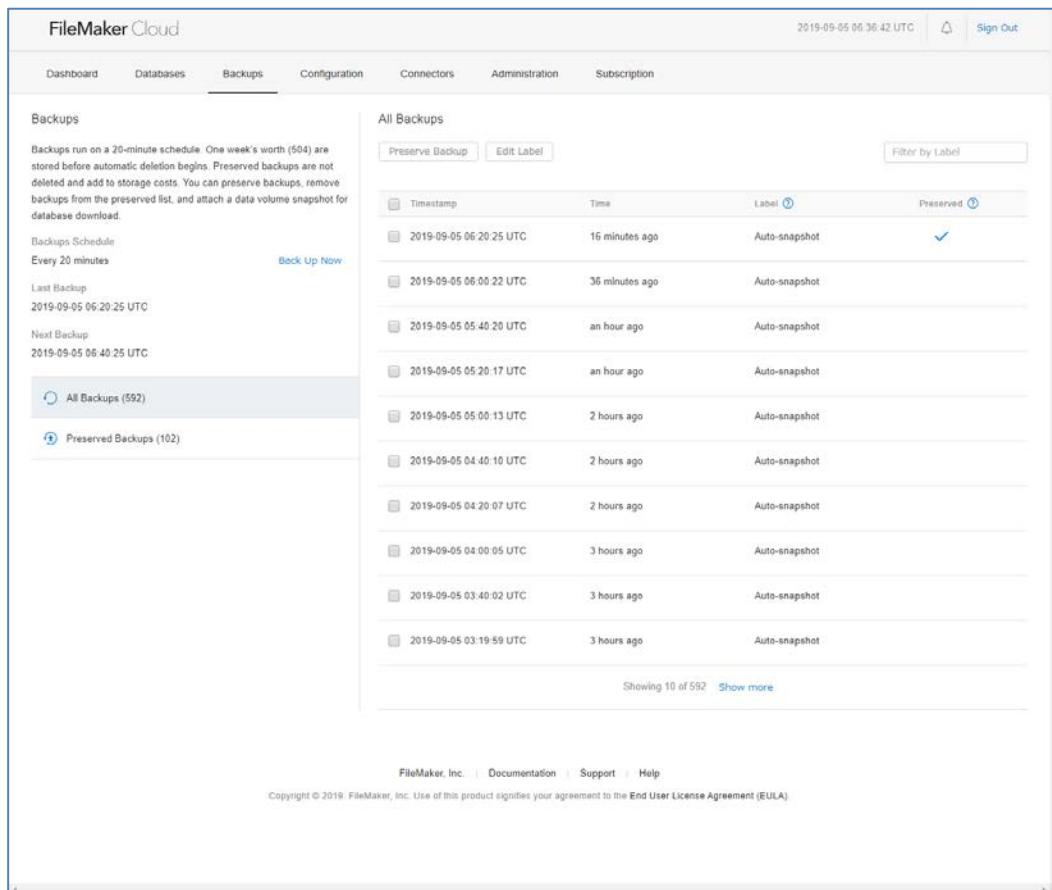 FileMaker Cloud
2019-09-05 06:36:42 UTC
Sign Out
Dashboard Databases Backups Configuration Connectors Administration Subscription
Backups
Backups run on a 20-minute schedule. One week's worth (504) are
stored before automatic deletion begins. Preserved backups are not
deleted and add to storage costs. You can preserve backups, remove
backups from the preserved list, and attach a data volume snapshot for
database download.
Backups Schedule
Every 20 minutes Back Up Now
Last Backup
2019-09-05 06:20:25 UTC
Next Backup
2019-09-05 06:40:25 UTC
All Backups (592)
Preserved Backups (102)
All Backups
Preserve Backup Edit Label Filter by Label
Timestamp Time Label ? Preserved ?
2019-09-05 06:20:25 UTC 16 minutes ago Auto-snapshot
2019-09-05 06:00:22 UTC 36 minutes ago Auto-snapshot
2019-09-05 05:40:20 UTC an hour ago Auto-snapshot
2019-09-05 05:20:17 UTC an hour ago Auto-snapshot
2019-09-05 05:00:13 UTC 2 hours ago Auto-snapshot
2019-09-05 04:40:10 UTC 2 hours ago Auto-snapshot
2019-09-05 04:20:07 UTC 2 hours ago Auto-snapshot
2019-09-05 04:00:05 UTC 3 hours ago Auto-snapshot
2019-09-05 03:40:02 UTC 3 hours ago Auto-snapshot
2019-09-05 03:19:59 UTC 3 hours ago Auto-snapshot
Showing 10 of 592 Show more
FileMaker, Inc. | Documentation | Support | Help
Copyright © 2019. FileMaker, Inc. Use of this product signifies your agreement to the End User License Agreement (EULA).